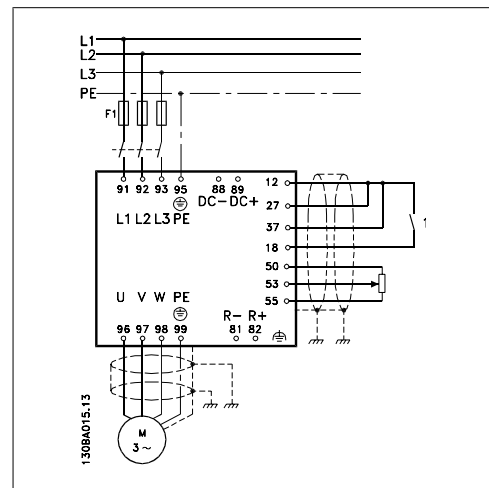 L1
L2
L3
PE
F1
91 92 93 95 88 89 12
DC- DC+
L1 L2 L3 PE
27
37
18
1
50
53
55
U V W PE
R- R+
96 97 98 99 81 82
M
3~
130BA015.13